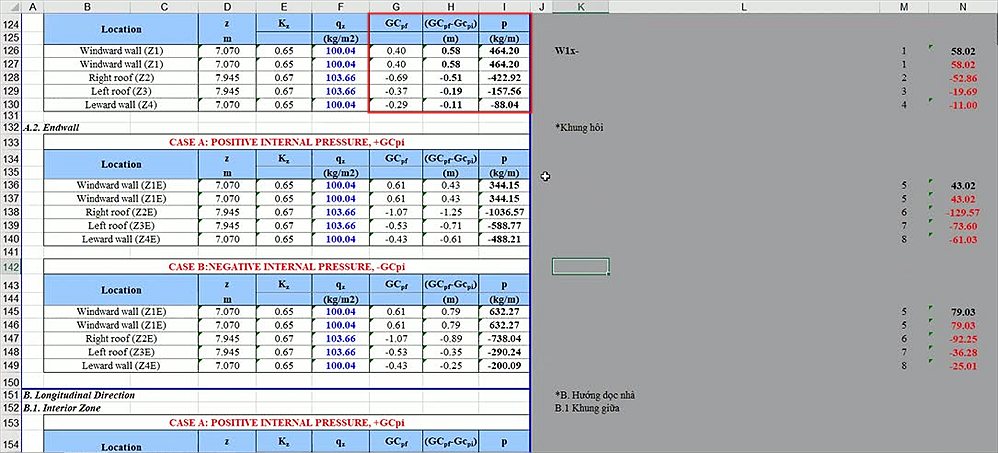 A B C D E F G H I J K L M N
124 Location z Kz qz GCpf (GCpf-Gcpi) p
125 m (kg/m2) (m) (kg/m)
126 Windward wall (Z1) 7.070 0.65 100.04 0.40 0.58 464.20 W1x- 1 58.02
127 Windward wall (Z1) 7.070 0.65 100.04 0.40 0.58 464.20 1 58.02
128 Right roof (Z2) 7.945 0.67 103.66 -0.69 -0.51 -422.92 2 -52.86
129 Left roof (Z3) 7.945 0.67 103.66 -0.37 -0.19 -157.56 3 -19.69
130 Leward wall (Z4) 7.070 0.65 100.04 -0.29 -0.11 -88.04 4 -11.00
131
132 A.2. Endwall *Khung hồi
133 CASE A: POSITIVE INTERNAL PRESSURE, +GCpi
134 Location z Kz qz GCpf (GCpf-Gcpi) p
135 m (kg/m2) (m) (kg/m)
136 Windward wall (Z1E) 7.070 0.65 100.04 0.61 0.43 344.15 5 43.02
137 Windward wall (Z1E) 7.070 0.65 100.04 0.61 0.43 344.15 5 43.02
138 Right roof (Z2E) 7.945 0.67 103.66 -1.07 -1.25 -1036.57 6 -129.57
139 Left roof (Z3E) 7.945 0.67 103.66 -0.53 -0.71 -588.77 7 -73.60
140 Leward wall (Z4E) 7.070 0.65 100.04 -0.43 -0.61 -488.21 8 -61.03
141
142 CASE B:NEGATIVE INTERNAL PRESSURE, -GCpi
143 Location z Kz qz GCpf (GCpf-Gcpi) p
144 m (kg/m2) (m) (kg/m)
145 Windward wall (Z1E) 7.070 0.65 100.04 0.61 0.79 632.27 5 79.03
146 Windward wall (Z1E) 7.070 0.65 100.04 0.61 0.79 632.27 5 79.03
147 Right roof (Z2E) 7.945 0.67 103.66 -1.07 -0.89 -738.04 6 -92.25
148 Left roof (Z3E) 7.945 0.67 103.66 -0.53 -0.35 -290.24 7 -36.28
149 Leward wall (Z4E) 7.070 0.65 100.04 -0.43 -0.25 -200.09 8 -25.01
150
151 B. Longitudinal Direction *B. Hướng dọc nhà
152 B.1. Interior Zone B.1 Khung giữa
153 CASE A: POSITIVE INTERNAL PRESSURE, +GCpi
154 Location z Kz qz GCpf (GCpf-Gcpi) p